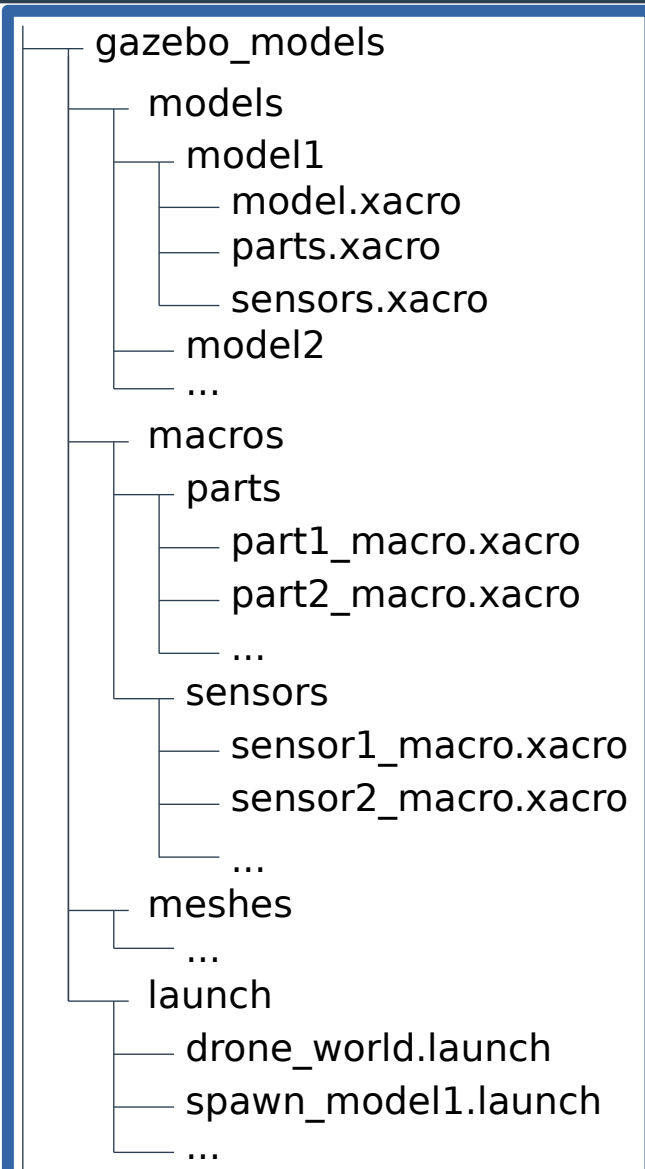 gazebo_models
models
model1
model.xacro
parts.xacro
sensors.xacro
model2
...
macros
parts
part1_macro.xacro
part2_macro.xacro
...
sensors
sensor1_macro.xacro
sensor2_macro.xacro
...
meshes
...
launch
drone_world.launch
spawn_model1.launch
...